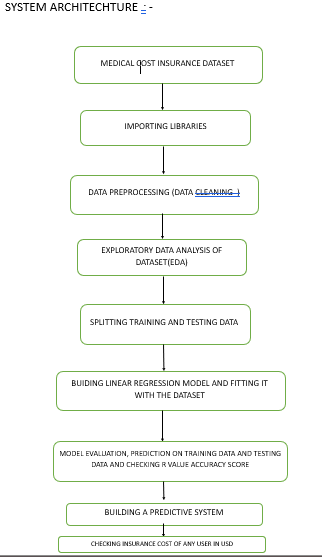 SYSTEM ARCHITECHTURE : -
MEDICAL COST INSURANCE DATASET
IMPORTING LIBRARIES
DATA PREPROCESSING (DATA CLEANING )
EXPLORATORY DATA ANALYSIS OF
DATASET(EDA)
SPLITTING TRAINING AND TESTING DATA
BUIDING LINEAR REGRESSION MODEL AND FITTING IT
WITH THE DATASET
MODEL EVALUATION, PREDICTION ON TRAINING DATA AND TESTING
DATA AND CHECKING R VALUE ACCURACY SCORE
BUILDING A PREDICTIVE SYSTEM
CHECKING INSURANCE COST OF ANY USER IN USD